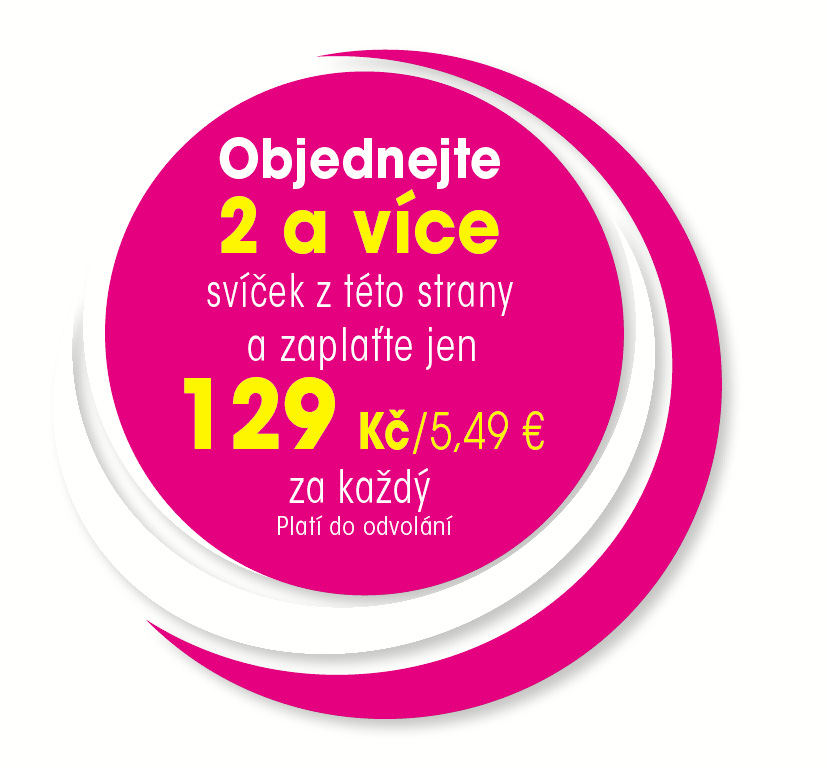 Objednejte
2 a více
svíček z této strany
a zaplaťte jen
129 Kč/5,49 €
za každý
Platí do odvolání